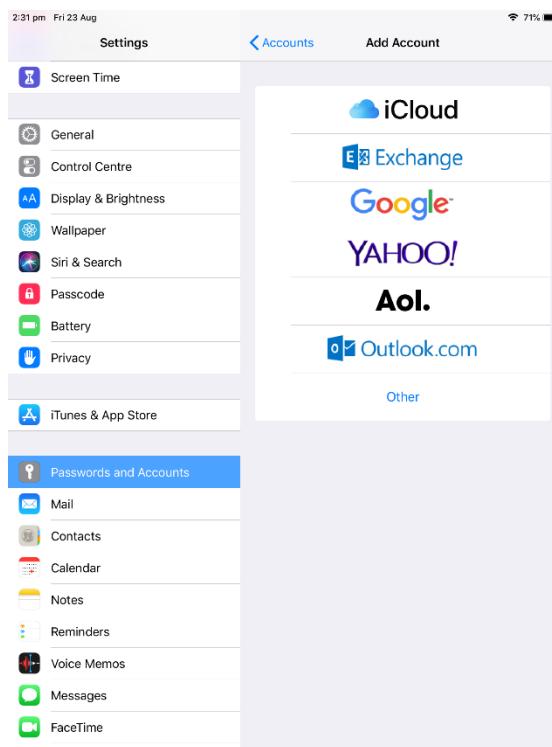 2:31 pm Fri 23 Aug 71%
Settings
Accounts Add Account
Screen Time
General
Control Centre
Display & Brightness
Wallpaper
Siri & Search
Passcode
Battery
Privacy
iTunes & App Store
Passwords and Accounts
Mail
Contacts
Calendar
Notes
Reminders
Voice Memos
Messages
FaceTime
iCloud
Exchange
Google
YAHOO!
Aol.
Outlook.com
Other